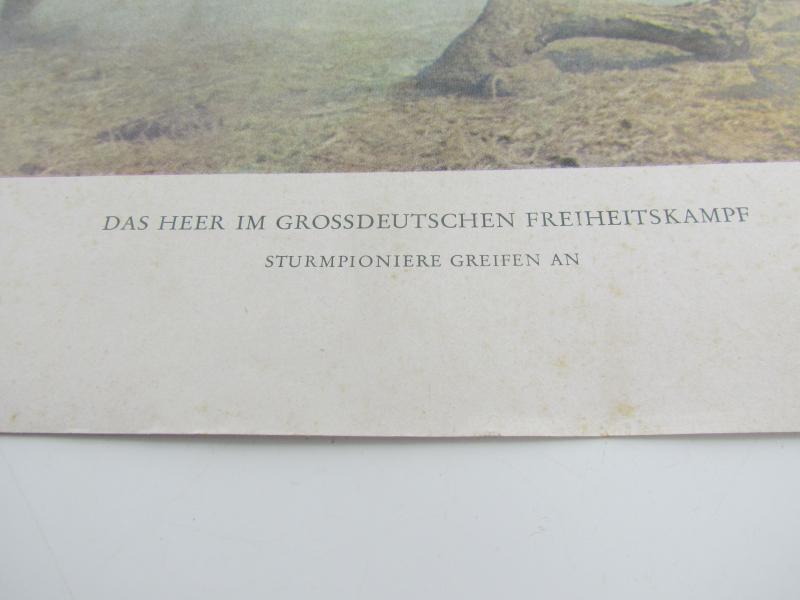 DAS HEER IM GROSSDEUTSCHEN FREIHEITSKAMPF
STURMPIONIERE GREIFEN AN